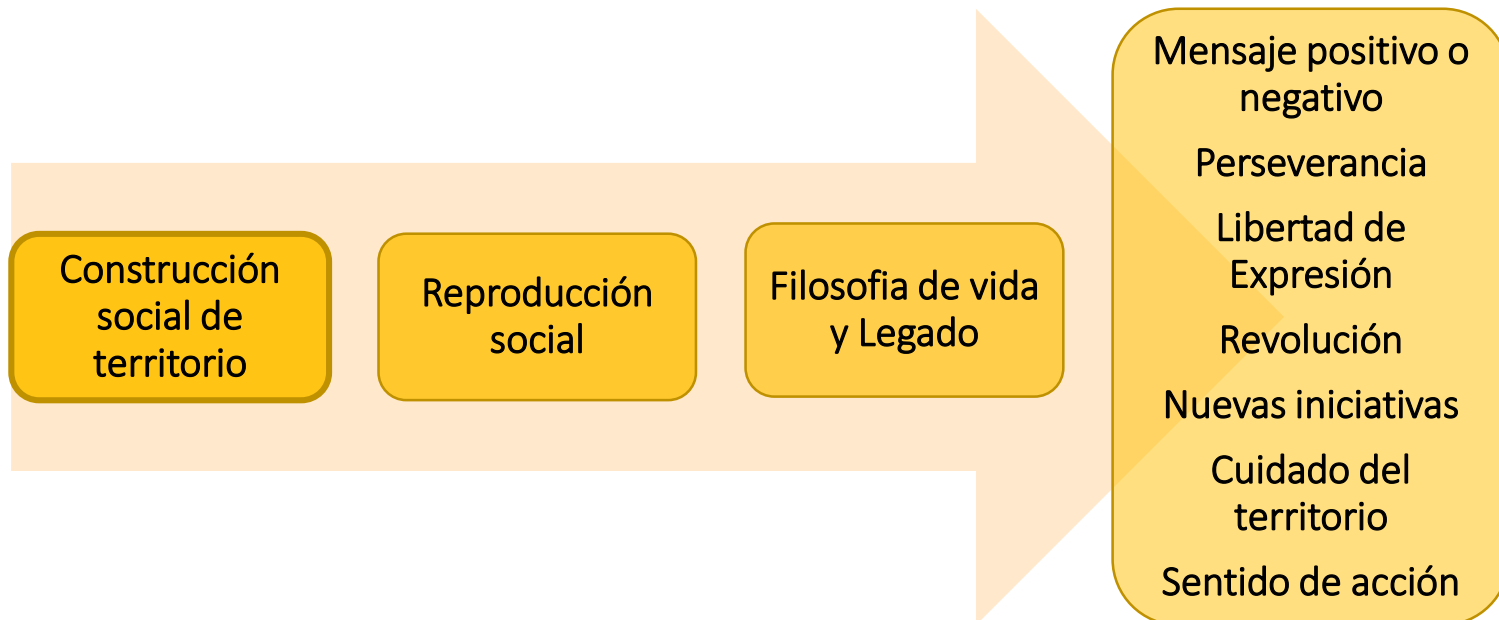 Construcción
social de
territorio
Reproducción
social
Filosofia de vida
y Legado
Mensaje positivo o
negativo
Perseverancia
Libertad de
Expresión
Revolución
Nuevas iniciativas
Cuidado del
territorio
Sentido de acción